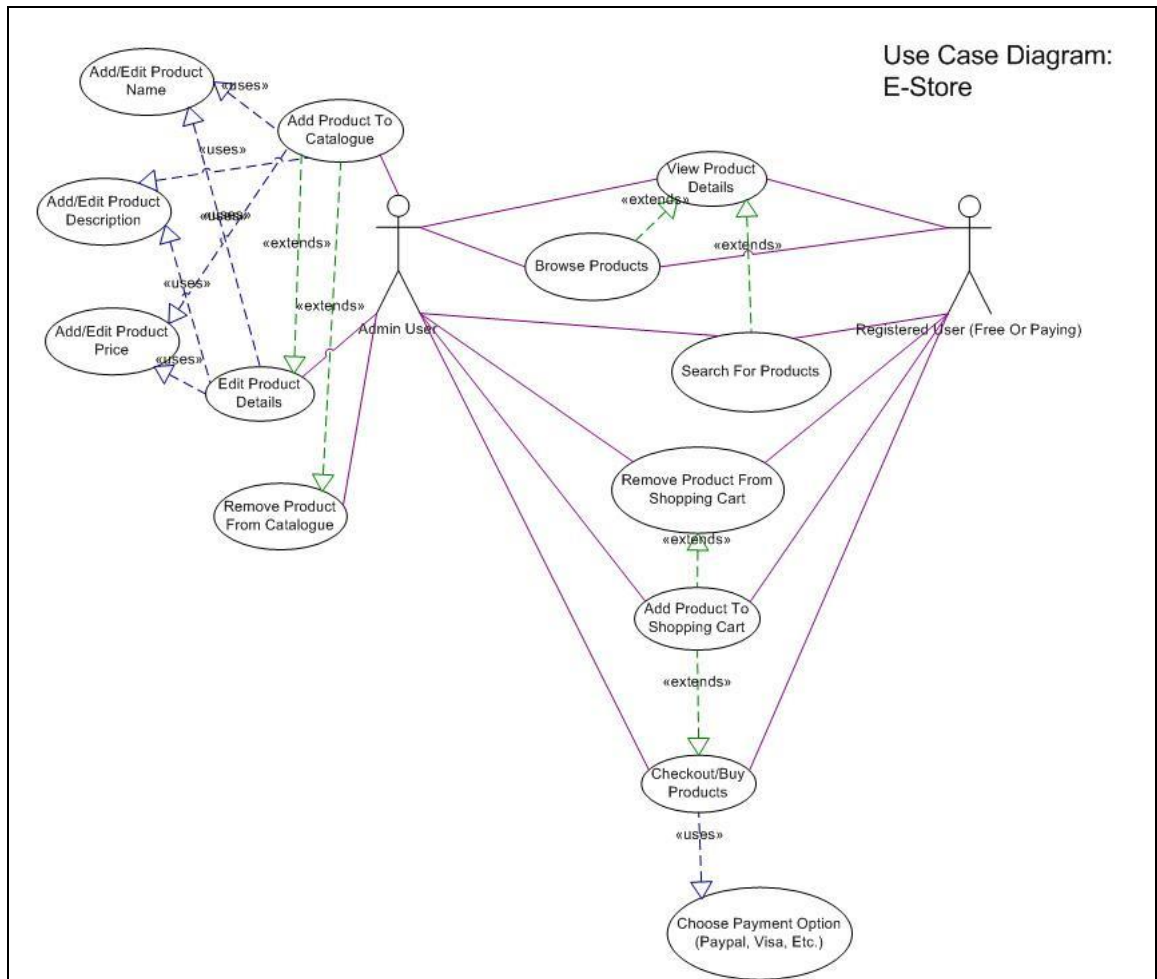 Use Case Diagram:
E-Store
Add/Edit Product
Name
«uses»
Add Product To
Catalogue
«uses»
View Product
Details
Add/Edit Product
Description
«extends»
«uses»
«uses»
«extends»
«extends»
Browse Products
«uses»
«extends»
Add/Edit Product
Price
Admin User
Registered User (Free Or Paying)
«uses»
Edit Product
Details
Search For Products
Remove Product From
Shopping Cart
Remove Product
From Catalogue
«extends»
Add Product To
Shopping Cart
«extends»
Checkout/Buy
Products
«uses»
Choose Payment Option
(Paypal, Visa, Etc.)